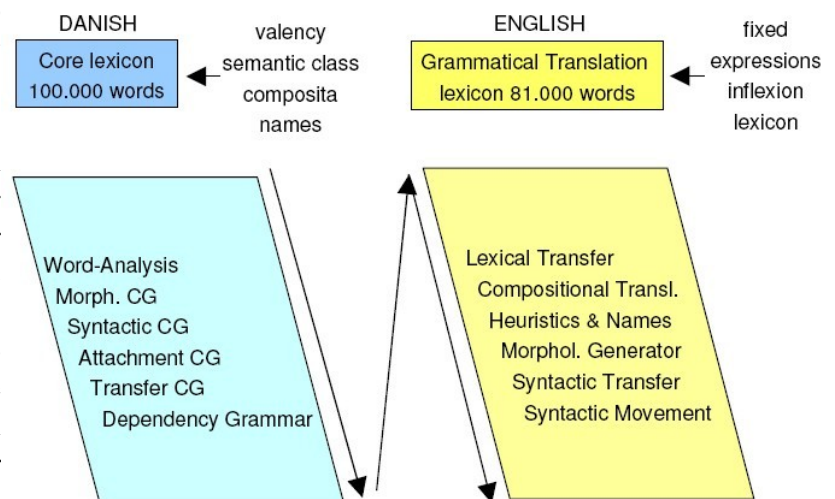 DANISH
Core lexicon
100.000 words
valency
semantic class
composita
names
ENGLISH
Grammatical Translation
lexicon 81.000 words
fixed
expressions
inflexion
lexicon
Word-Analysis
Morph. CG
Syntactic CG
Attachment CG
Transfer CG
Dependency Grammar
Lexical Transfer
Compositional Transl.
Heuristics & Names
Morphol. Generator
Syntactic Transfer
Syntactic Movement